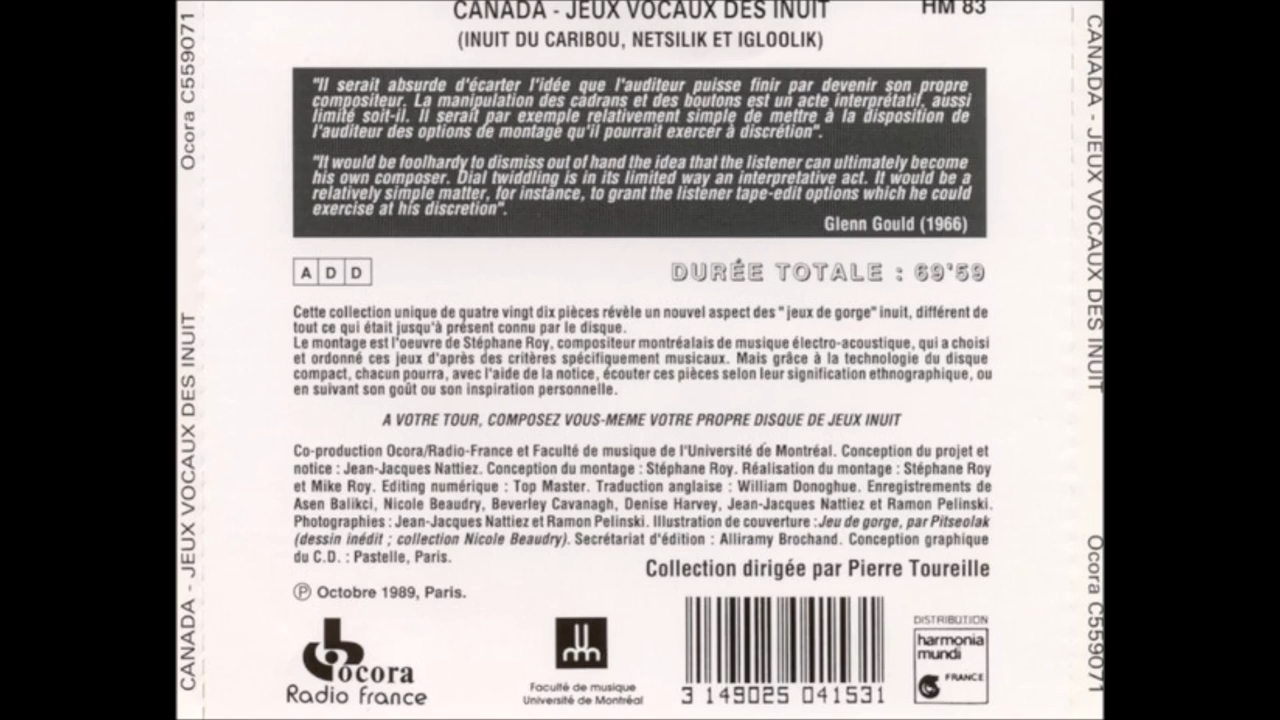 CANADA - JEUX VOCAUX DES INUIT
HM 83
(INUIT DU CARIBOU, NETSILIK ET IGLOOLIK)
"Il serait absurde d'écarter l'idée que l'auditeur puisse finir par devenir son propre
compositeur. La manipulation des cadrans et des boutons est un acte interprétatif, aussi
limité soit-il. Il serait par exemple relativement simple de mettre à la disposition de
l'auditeur des options de montage qu'il pourrait exercer à discrétion".
"It would be foolhardy to dismiss out of hand the idea that the listener can ultimately become
his own composer. Dial twiddling is in its limited way an interpretative act. It would be a
relatively simple matter, for instance, to grant the listener tape-edit options which he could
exercise at his discretion".
Glenn Gould (1966)
A D D
DURÉE TOTALE : 69'59
Cette collection unique de quatre vingt dix pièces révèle un nouvel aspect des "jeux de gorge" inuit, différent de
tout ce qui était jusqu'à présent connu par le disque.
Le montage est l'oeuvre de Stéphane Roy, compositeur montréalais de musique électro-acoustique, qui a choisi
et ordonné ces jeux d'après des critères spécifiquement musicaux. Mais grâce à la technologie du disque
compact, chacun pourra, avec l'aide de la notice, écouter ces pièces selon leur signification ethnographique, ou
en suivant son goût ou son inspiration personnelle.
A VOTRE TOUR, COMPOSEZ VOUS-MEME VOTRE PROPRE DISQUE DE JEUX INUIT
Co-production Ocora/Radio-France et Faculté de musique de l'Université de Montréal. Conception du projet et
notice : Jean-Jacques Nattiez. Conception du montage : Stéphane Roy. Réalisation du montage : Stéphane Roy
et Mike Roy. Editing numérique : Top Master. Traduction anglaise : William Donoghue. Enregistrements de
Asen Balikci, Nicole Beaudry, Beverley Cavanagh, Denise Harvey, Jean-Jacques Nattiez et Ramon Pelinski.
Photographies : Jean-Jacques Nattiez et Ramon Pelinski. Illustration de couverture : Jeu de gorge, par Pitseolak
(dessin inédit ; collection Nicole Beaudry). Secrétariat d'édition : Alliramy Brochand. Conception graphique
du C.D. : Pastelle, Paris.
Collection dirigée par Pierre Toureille
Ⓟ Octobre 1989, Paris.
ocora
Radio france
Faculté de musique
Université de Montréal
3 149025 041531
DISTRIBUTION
harmonia
mundi
FRANCE
CANADA - JEUX VOCAUX DES INUIT
Ocora C559071
CANADA - JEUX VOCAUX DES INUIT
Ocora C559071